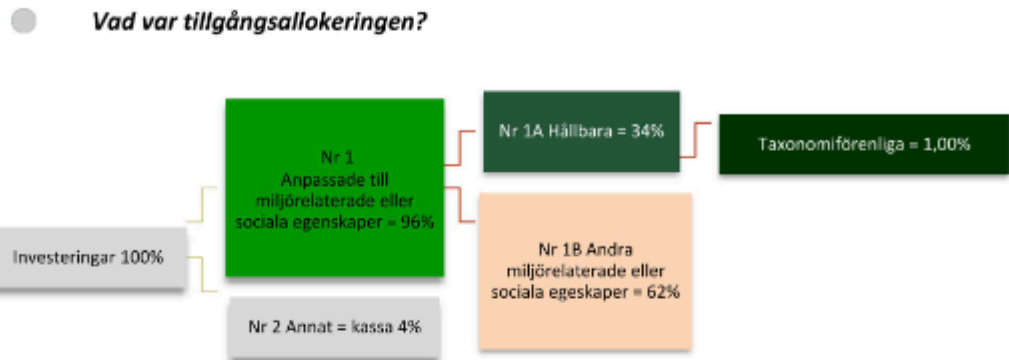 Vad var tillgångsallokeringen?
Investeringar 100%
Nr 1
Anpassade till
miljörelaterade eller
sociala egenskaper = 96%
Nr 2 Annat = kassa 4%
Nr 1A Hållbara = 34%
Nr 1B Andra
miljörelaterade eller
sociala egeskaper = 62%
Taxonomiförenliga = 1,00%